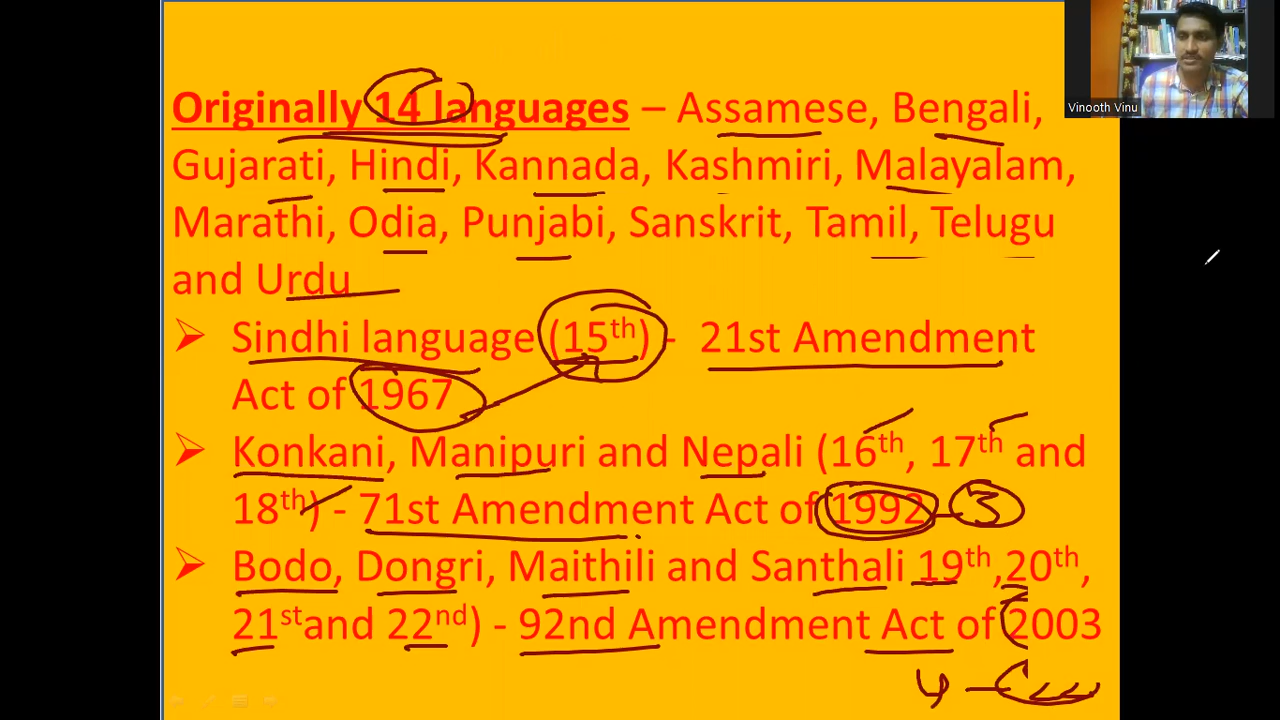 Originally 14 languages – Assamese, Bengali,
Gujarati, Hindi, Kannada, Kashmiri, Malayalam,
Marathi, Odia, Punjabi, Sanskrit, Tamil, Telugu
and Urdu
Sindhi language (15th) - 21st Amendment
Act of 1967
Konkani, Manipuri and Nepali (16th, 17th and
18th) - 71st Amendment Act of 1992 - 3
Bodo, Dongri, Maithili and Santhali 19th,20th,
21stand 22nd) - 92nd Amendment Act of 2003
4 -
Vinooth Vinu